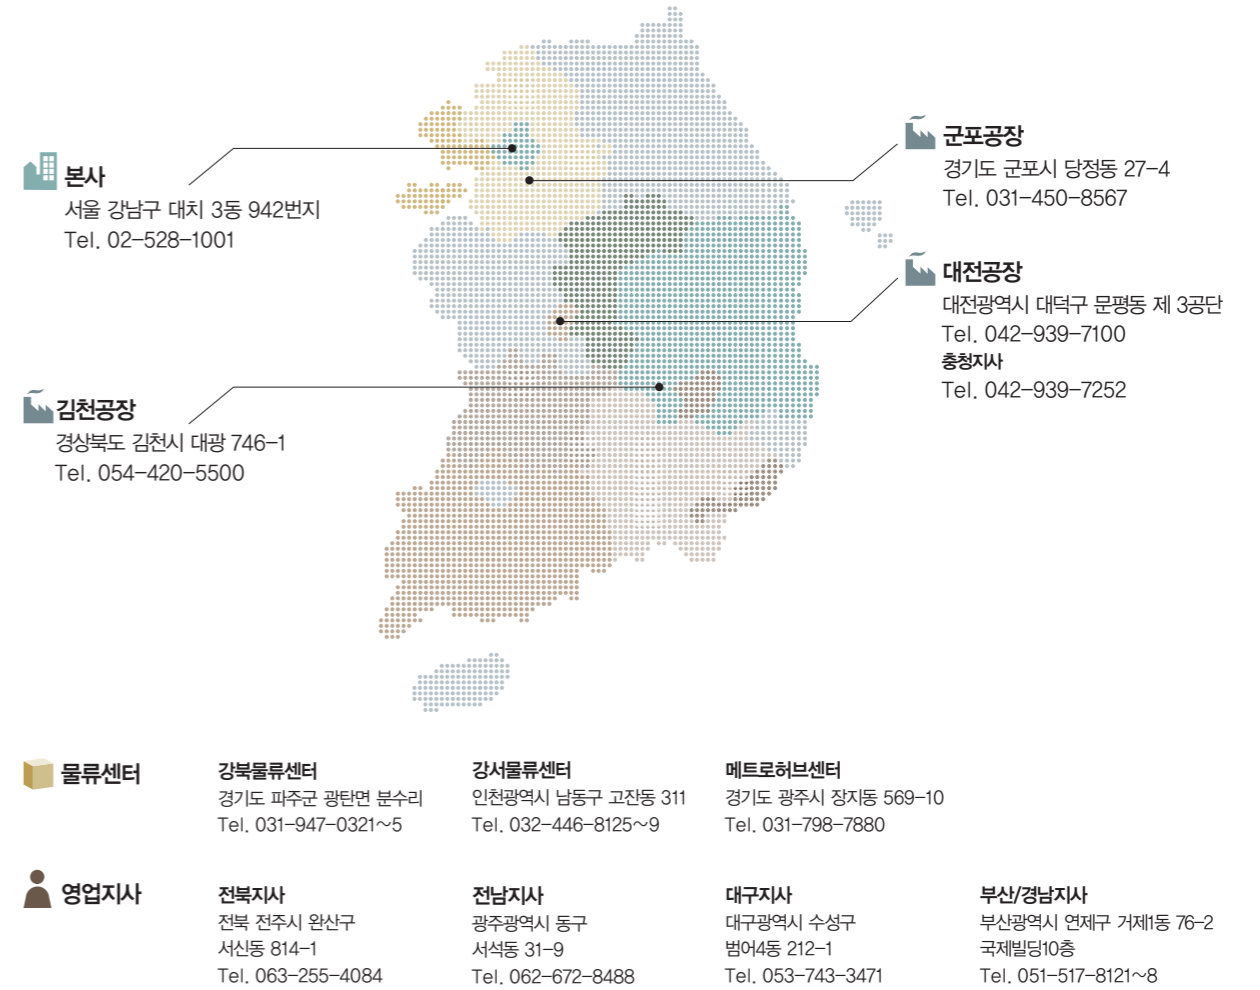 본사
서울 강남구 대치 3동 942번지
Tel. 02-528-1001
군포공장
경기도 군포시 당정동 27-4
Tel. 031-450-8567
대전공장
대전광역시 대덕구 문평동 제 3공단
Tel. 042-939-7100
충청지사
Tel. 042-939-7252
김천공장
경상북도 김천시 대광 746-1
Tel. 054-420-5500
물류센터
강북물류센터
경기도 파주군 광탄면 분수리
Tel. 031-947-0321~5
강서물류센터
인천광역시 남동구 고잔동 311
Tel. 032-446-8125~9
메트로허브센터
경기도 광주시 장지동 569-10
Tel. 031-798-7880
영업지사
전북지사
전북 전주시 완산구
서신동 814-1
Tel. 063-255-4084
전남지사
광주광역시 동구
서석동 31-9
Tel. 062-672-8488
대구지사
대구광역시 수성구
범어4동 212-1
Tel. 053-743-3471
부산/경남지사
부산광역시 연제구 거제1동 76-2
국제빌딩10층
Tel. 051-517-8121~8